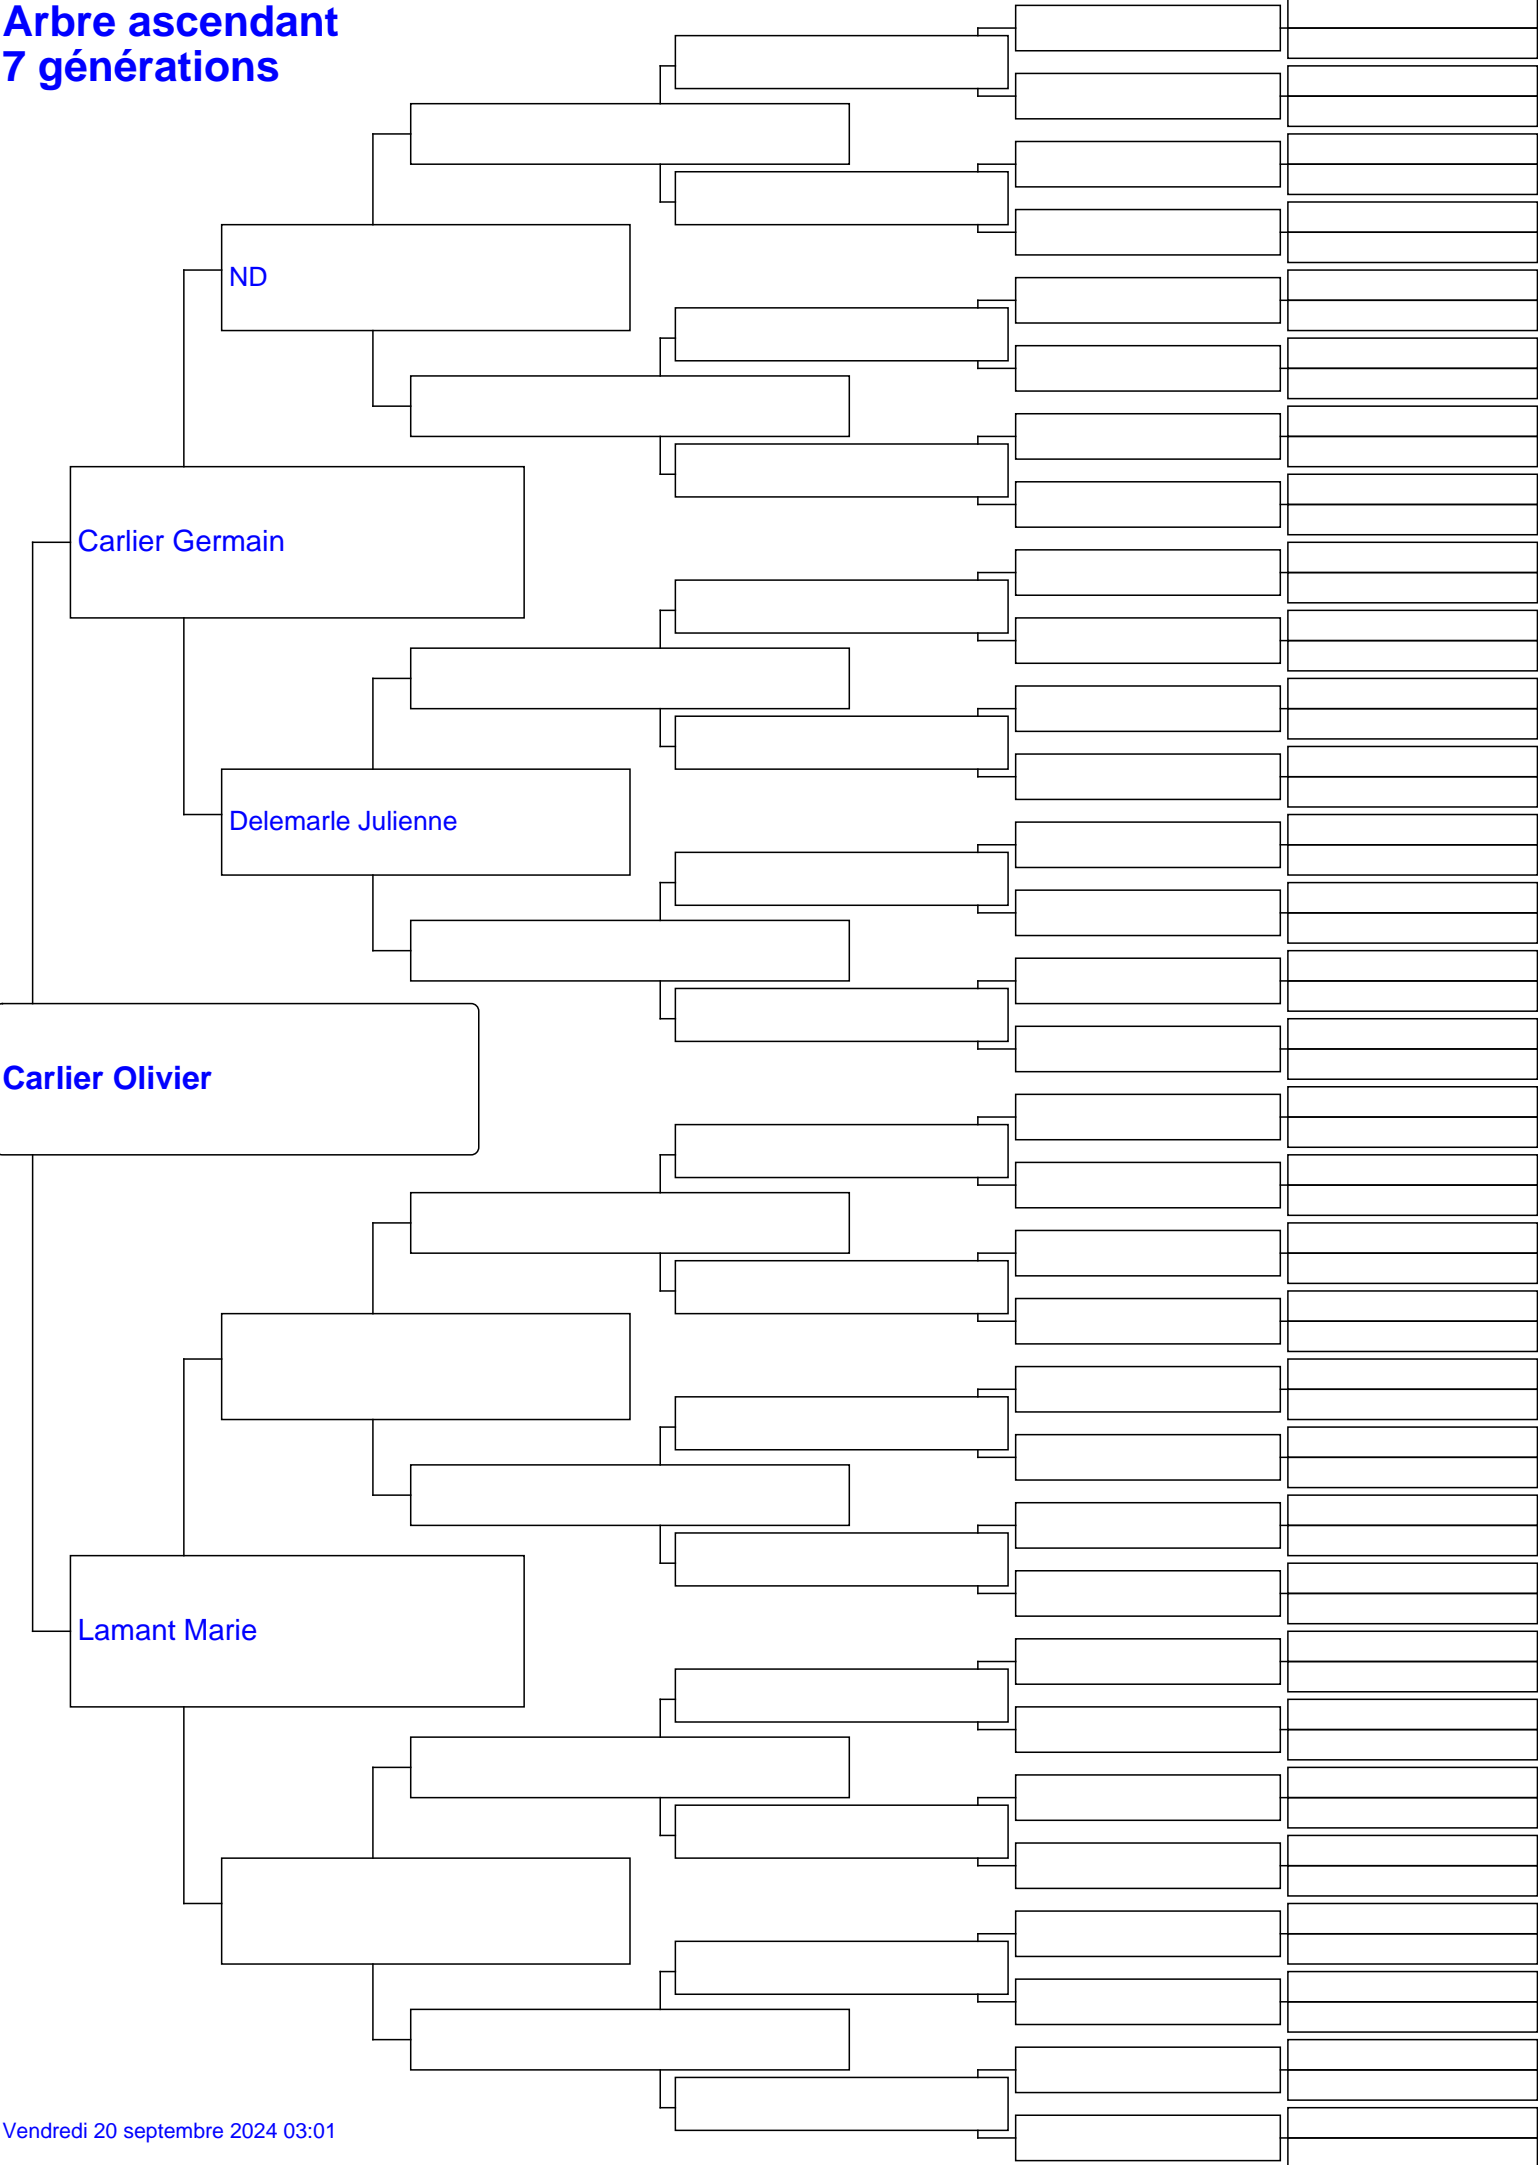 Arbre ascendant
7 générations
ND
Carlier Germain
Delemarle Julienne
Carlier Olivier
Lamant Marie
Vendredi 20 septembre 2024 03:01